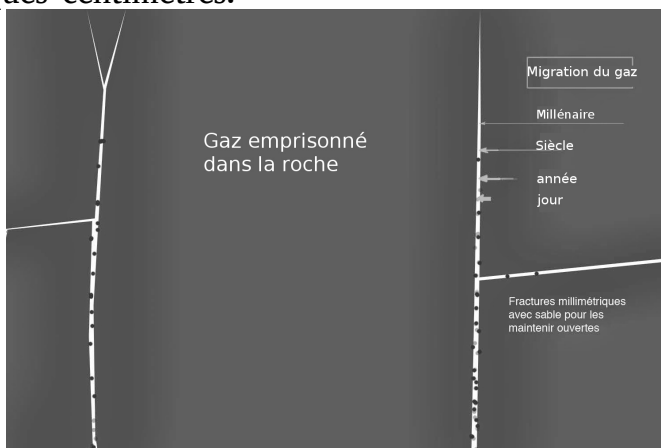 centimètres.
Migration du gaz
Millénaire
Siècle
année
jour
Gaz emprisonné
dans la roche
Fractures millimétriques
avec sable pour les
maintenir ouvertes